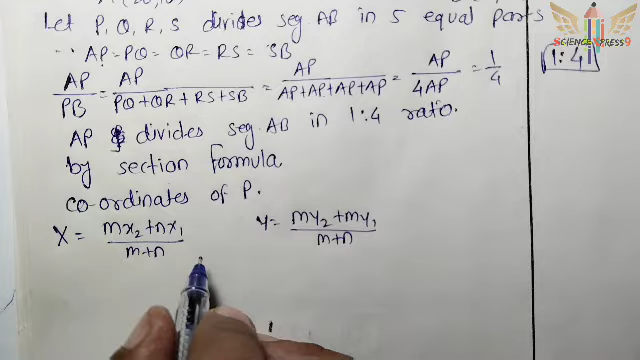 Let P, Q, R, S divides seg AB in 5 equal parts
∵ AP = PQ = QR = RS = SB
AP/PB = AP/(PQ+QR+RS+SB) = AP/(AP+AP+AP+AP) = AP/4AP = 1/4
1:4
AP divides seg. AB in 1:4 ratio.
by section formula
co-ordinates of P.
X = (mx₂+nx₁)/(m+n) Y = (my₂+my₁)/(m+n)
SCIENCE XPRESS9